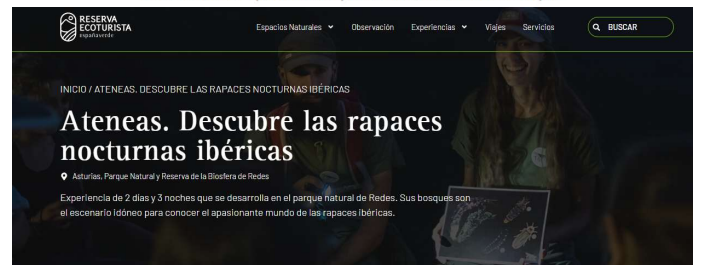 RESERVA
ECOTURISTA
españaverde
Espacios Naturales Observación Experiencias Viajes Servicios BUSCAR
INICIO / ATENEAS. DESCUBRE LAS RAPACES NOCTURNAS IBÉRICAS
Ateneas. Descubre las rapaces
nocturnas ibéricas
Asturias, Parque Natural y Reserva de la Biosfera de Redes
Experiencia de 2 días y 3 noches que se desarrolla en el parque natural de Redes. Sus bosques son
el escenario idóneo para conocer el apasionante mundo de las rapaces ibéricas.